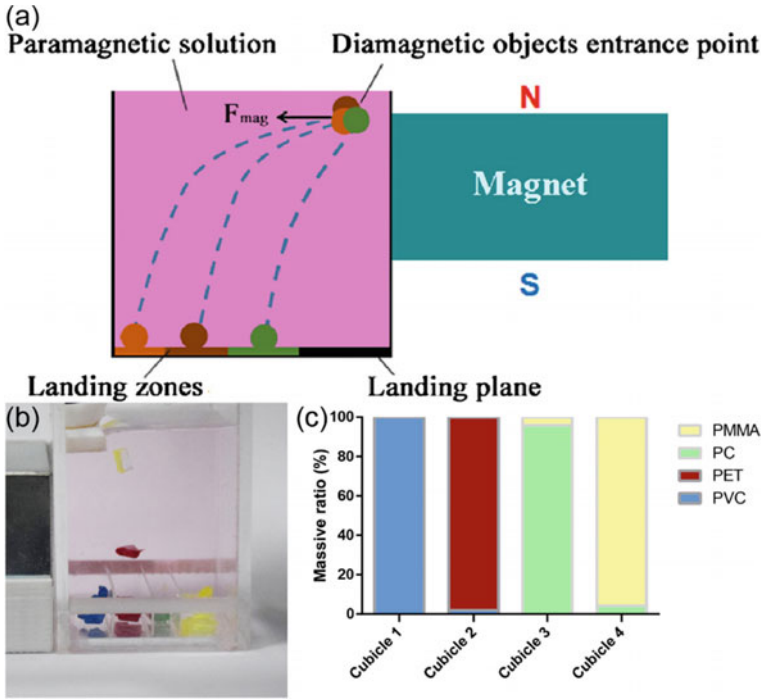 (a)
Paramagnetic solution
Diamagnetic objects entrance point
Fmag
N
Magnet
S
Landing zones
Landing plane
(b)
(c)
Massive ratio (%)
100
80
60
40
20
0
Cubicle 1
Cubicle 2
Cubicle 3
Cubicle 4
PMMA
PC
PET
PVC